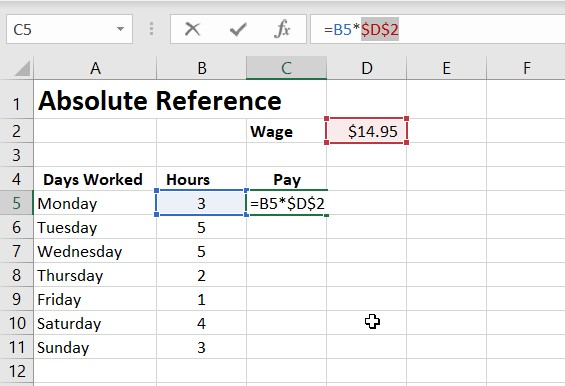 C5 fx =B5*$D$2
A B C D E F
1 Absolute Reference
2 Wage $14.95
3
4 Days Worked Hours Pay
5 Monday 3 =B5*$D$2
6 Tuesday 5
7 Wednesday 5
8 Thursday 2
9 Friday 1
10 Saturday 4
11 Sunday 3
12